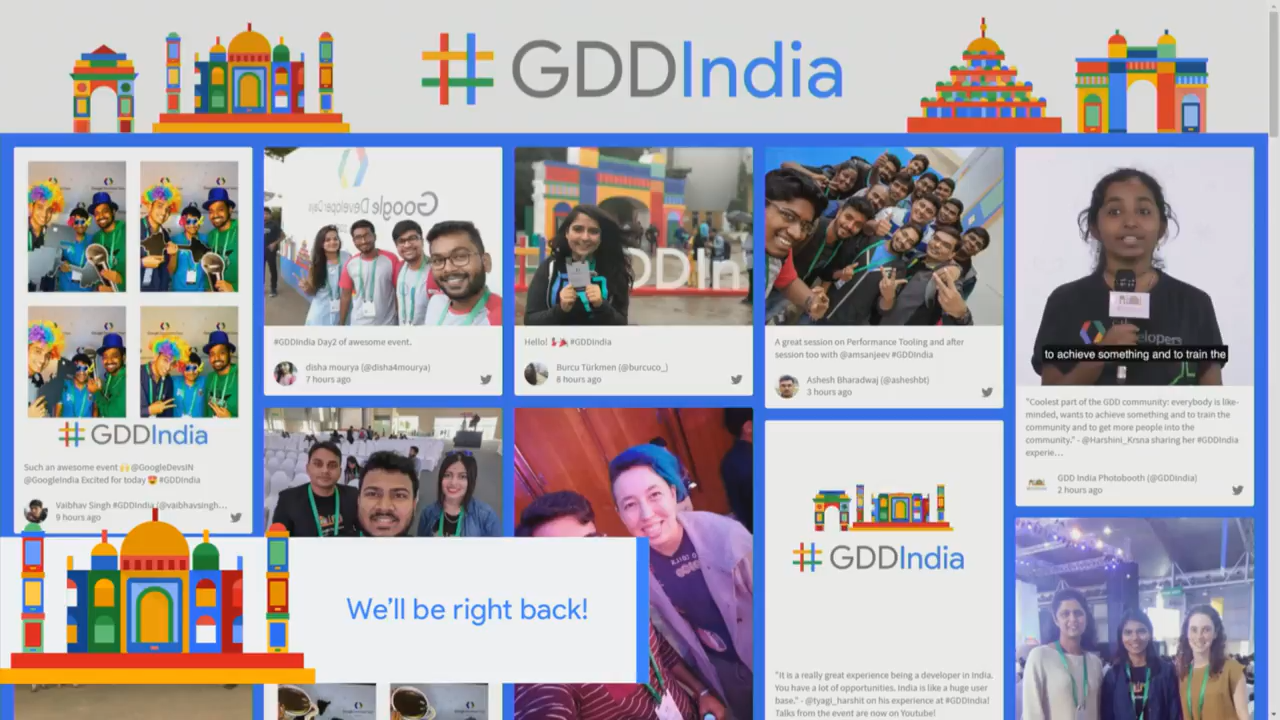 #GDDIndia
#GDDIndia
Such an awesome event 🙌 @GoogleDevsIN
@GoogleIndia Excited for today 😍 #GDDIndia
Vaibhav Singh #GDDIndia (@vaibhavsingh…
9 hours ago
Google Developer Days
#GDDIndia Day2 of awesome event.
disha mourya (@disha4mourya)
7 hours ago
DDIn
Hello! 💃🎉 #GDDIndia
Burcu Türkmen (@burcuco_)
8 hours ago
A great session on Performance Tooling and after
session too with @amsanjeev #GDDIndia
Ashesh Bharadwaj (@asheshbt)
3 hours ago
#GDDIndia
"It is a really great experience being a developer in India.
You have a lot of opportunities. India is like a huge user
base." - @tyagi_harshit on his experience at #GDDIndia!
Talks from the event are now on Youtube!
to achieve something and to train the
"Coolest part of the GDD community: everybody is like-
minded, wants to achieve something and to train the
community and to get more people into the
community." - @Harshini_Krsna sharing her #GDDIndia
experie…
GDD India Photobooth (@GDDIndia)
2 hours ago
We'll be right back!